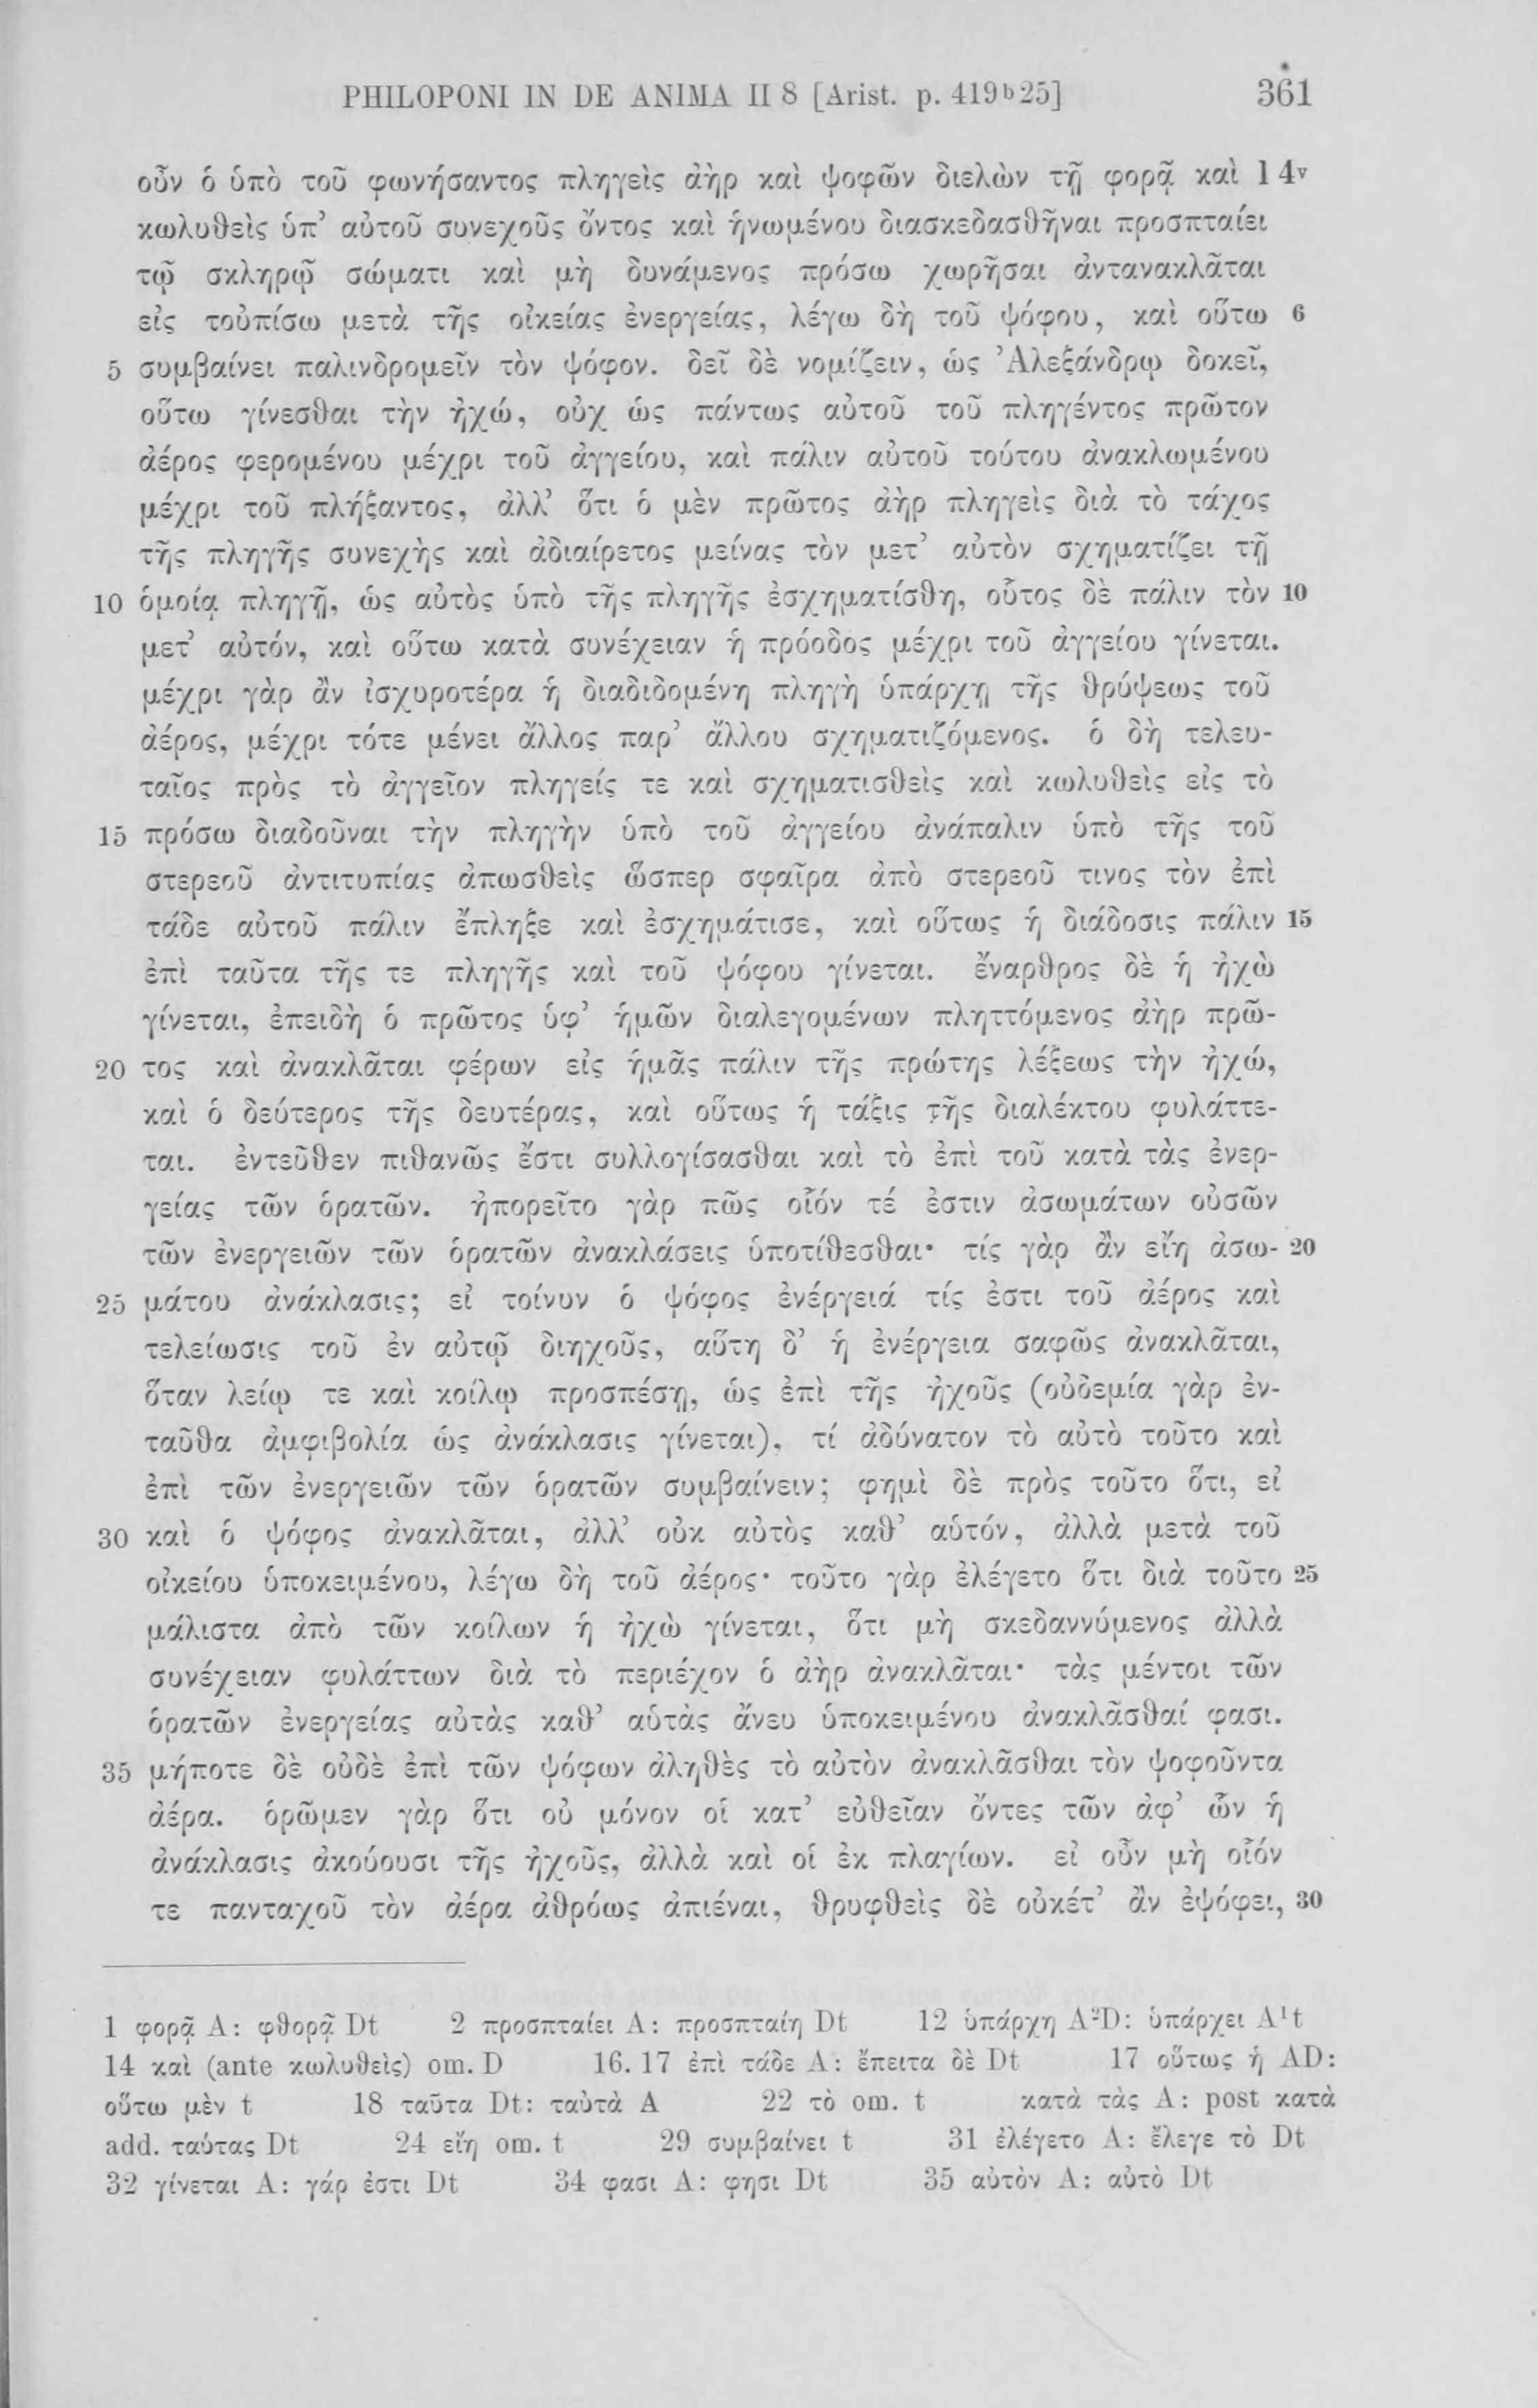 PHILOPONI IN DE ANIMA II 8 [Arist. p. 419b25] 361
οὖν ὁ ὑπὸ τοῦ φωνήσαντος πληγεὶς ἀὴρ καὶ ψοφῶν διελὼν τῇ φορᾷ καὶ 14v
κωλυθεὶς ὑπ’ αὐτοῦ συνεχοῦς ὄντος καὶ ἡνωμένου διασκεδασθῆναι προσπταίει
τῷ σκληρῷ σώματι καὶ μὴ δυνάμενος πρόσω χωρῆσαι ἀντανακλᾶται
εἰς τοὐπίσω μετὰ τῆς οἰκείας ἐνεργείας, λέγω δὴ τοῦ ψόφου, καὶ οὕτω 6
5 συμβαίνει παλινδρομεῖν τὸν ψόφον. δεῖ δὲ νομίζειν, ὡς Ἀλεξάνδρῳ δοκεῖ,
οὕτω γίνεσθαι τὴν ἠχώ, οὐχ ὡς πάντως αὐτοῦ τοῦ πληγέντος πρῶτον
ἀέρος φερομένου μέχρι τοῦ ἀγγείου, καὶ πάλιν αὐτοῦ τούτου ἀνακλωμένου
μέχρι τοῦ πλήξαντος, ἀλλ’ ὅτι ὁ μὲν πρῶτος ἀὴρ πληγεὶς διὰ τὸ τάχος
τῆς πληγῆς συνεχὴς καὶ ἀδιαίρετος μείνας τὸν μετ’ αὐτὸν σχηματίζει τῇ
10 ὁμοίᾳ πληγῇ, ὡς αὐτὸς ὑπὸ τῆς πληγῆς ἐσχηματίσθη, οὗτος δὲ πάλιν τὸν 10
μετ’ αὐτόν, καὶ οὕτω κατὰ συνέχειαν ἡ πρόοδος μέχρι τοῦ ἀγγείου γίνεται.
μέχρι γὰρ ἂν ἰσχυροτέρα ἡ διαδιδομένη πληγὴ ὑπάρχῃ τῆς θρύψεως τοῦ
ἀέρος, μέχρι τότε μένει ἄλλος παρ’ ἄλλου σχηματιζόμενος. ὁ δὴ τελευ-
ταῖος πρὸς τὸ ἀγγεῖον πληγείς τε καὶ σχηματισθεὶς καὶ κωλυθεὶς εἰς τὸ
15 πρόσω διαδοῦναι τὴν πληγὴν ὑπὸ τοῦ ἀγγείου ἀνάπαλιν ὑπὸ τῆς τοῦ
στερεοῦ ἀντιτυπίας ἀπωσθεὶς ὥσπερ σφαῖρα ἀπὸ στερεοῦ τινος τὸν ἐπὶ
τάδε αὐτοῦ πάλιν ἔπληξε καὶ ἐσχημάτισε, καὶ οὕτως ἡ διάδοσις πάλιν 15
ἐπὶ ταῦτα τῆς τε πληγῆς καὶ τοῦ ψόφου γίνεται. ἔναρθρος δὲ ἡ ἠχὼ
γίνεται, ἐπειδὴ ὁ πρῶτος ὑφ’ ἡμῶν διαλεγομένων πληττόμενος ἀὴρ πρῶ-
20 τος καὶ ἀνακλᾶται φέρων εἰς ἡμᾶς πάλιν τῆς πρώτης λέξεως τὴν ἠχώ,
καὶ ὁ δεύτερος τῆς δευτέρας, καὶ οὕτως ἡ τάξις τῆς διαλέκτου φυλάττε-
ται. ἐντεῦθεν πιθανῶς ἔστι συλλογίσασθαι καὶ τὸ ἐπὶ τοῦ κατὰ τὰς ἐνερ-
γείας τῶν ὁρατῶν. ἠπορεῖτο γὰρ πῶς οἷόν τέ ἐστιν ἀσωμάτων οὐσῶν
τῶν ἐνεργειῶν τῶν ὁρατῶν ἀνακλάσεις ὑποτίθεσθαι· τίς γὰρ ἂν εἴη ἀσω- 20
25 μάτου ἀνάκλασις; εἰ τοίνυν ὁ ψόφος ἐνέργειά τίς ἐστι τοῦ ἀέρος καὶ
τελείωσις τοῦ ἐν αὐτῷ διηχοῦς, αὕτη δ’ ἡ ἐνέργεια σαφῶς ἀνακλᾶται,
ὅταν λείῳ τε καὶ κοίλῳ προσπέσῃ, ὡς ἐπὶ τῆς ἠχοῦς (οὐδεμία γὰρ ἐν-
ταῦθα ἀμφιβολία ὡς ἀνάκλασις γίνεται), τί ἀδύνατον τὸ αὐτὸ τοῦτο καὶ
ἐπὶ τῶν ἐνεργειῶν τῶν ὁρατῶν συμβαίνειν; φημὶ δὲ πρὸς τοῦτο ὅτι, εἰ
30 καὶ ὁ ψόφος ἀνακλᾶται, ἀλλ’ οὐκ αὐτὸς καθ’ αὑτόν, ἀλλὰ μετὰ τοῦ
οἰκείου ὑποκειμένου, λέγω δὴ τοῦ ἀέρος· τοῦτο γὰρ ἐλέγετο ὅτι διὰ τοῦτο 25
μάλιστα ἀπὸ τῶν κοίλων ἡ ἠχὼ γίνεται, ὅτι μὴ σκεδαννύμενος ἀλλὰ
συνέχειαν φυλάττων διὰ τὸ περιέχον ὁ ἀὴρ ἀνακλᾶται· τὰς μέντοι τῶν
ὁρατῶν ἐνεργείας αὐτὰς καθ’ αὑτὰς ἄνευ ὑποκειμένου ἀνακλᾶσθαί φασι.
35 μήποτε δὲ οὐδὲ ἐπὶ τῶν ψόφων ἀληθὲς τὸ αὐτὸν ἀνακλᾶσθαι τὸν ψοφοῦντα
ἀέρα. ὁρῶμεν γὰρ ὅτι οὐ μόνον οἱ κατ’ εὐθεῖαν ὄντες τῶν ἀφ’ ὧν ἡ
ἀνάκλασις ἀκούουσι τῆς ἠχοῦς, ἀλλὰ καὶ οἱ ἐκ πλαγίων. εἰ οὖν μὴ οἷόν
τε πανταχοῦ τὸν ἀέρα ἀθρόως ἀπιέναι, θρυφθεὶς δὲ οὐκέτ’ ἂν ἐψόφει, 30
1 φορᾷ A: φθορᾷ Dt 2 προσπταίει A: προσπταίῃ Dt 12 ὑπάρχῃ A²D: ὑπάρχει A¹t
14 καὶ (ante κωλυθεὶς) om. D 16. 17 ἐπὶ τάδε A: ἔπειτα δὲ Dt 17 οὕτως ἡ AD:
οὕτω μὲν t 18 ταῦτα Dt: ταὐτὰ A 22 τὸ om. t κατὰ τὰς A: post κατὰ
add. ταύτας Dt 24 εἴη om. t 29 συμβαίνει t 31 ἐλέγετο A: ἔλεγε τὸ Dt
32 γίνεται A: γάρ ἐστι Dt 34 φασι A: φησι Dt 35 αὐτὸν A: αὐτὸ Dt